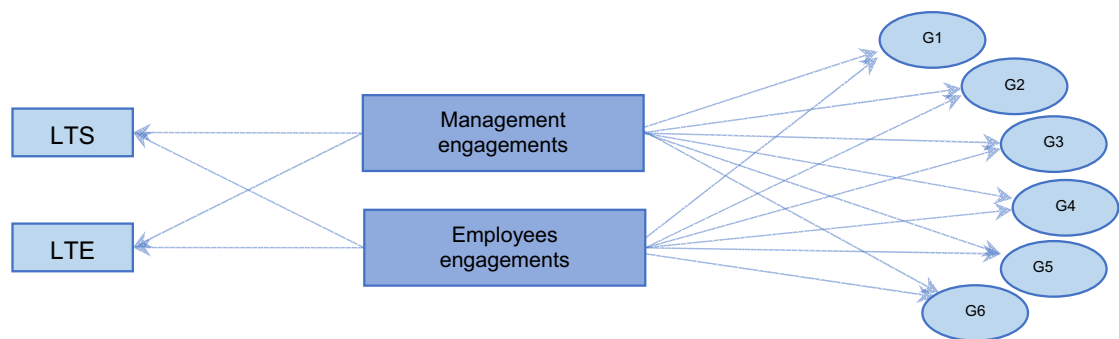 LTS
LTE
Management
engagements
Employees
engagements
G1
G2
G3
G4
G5
G6